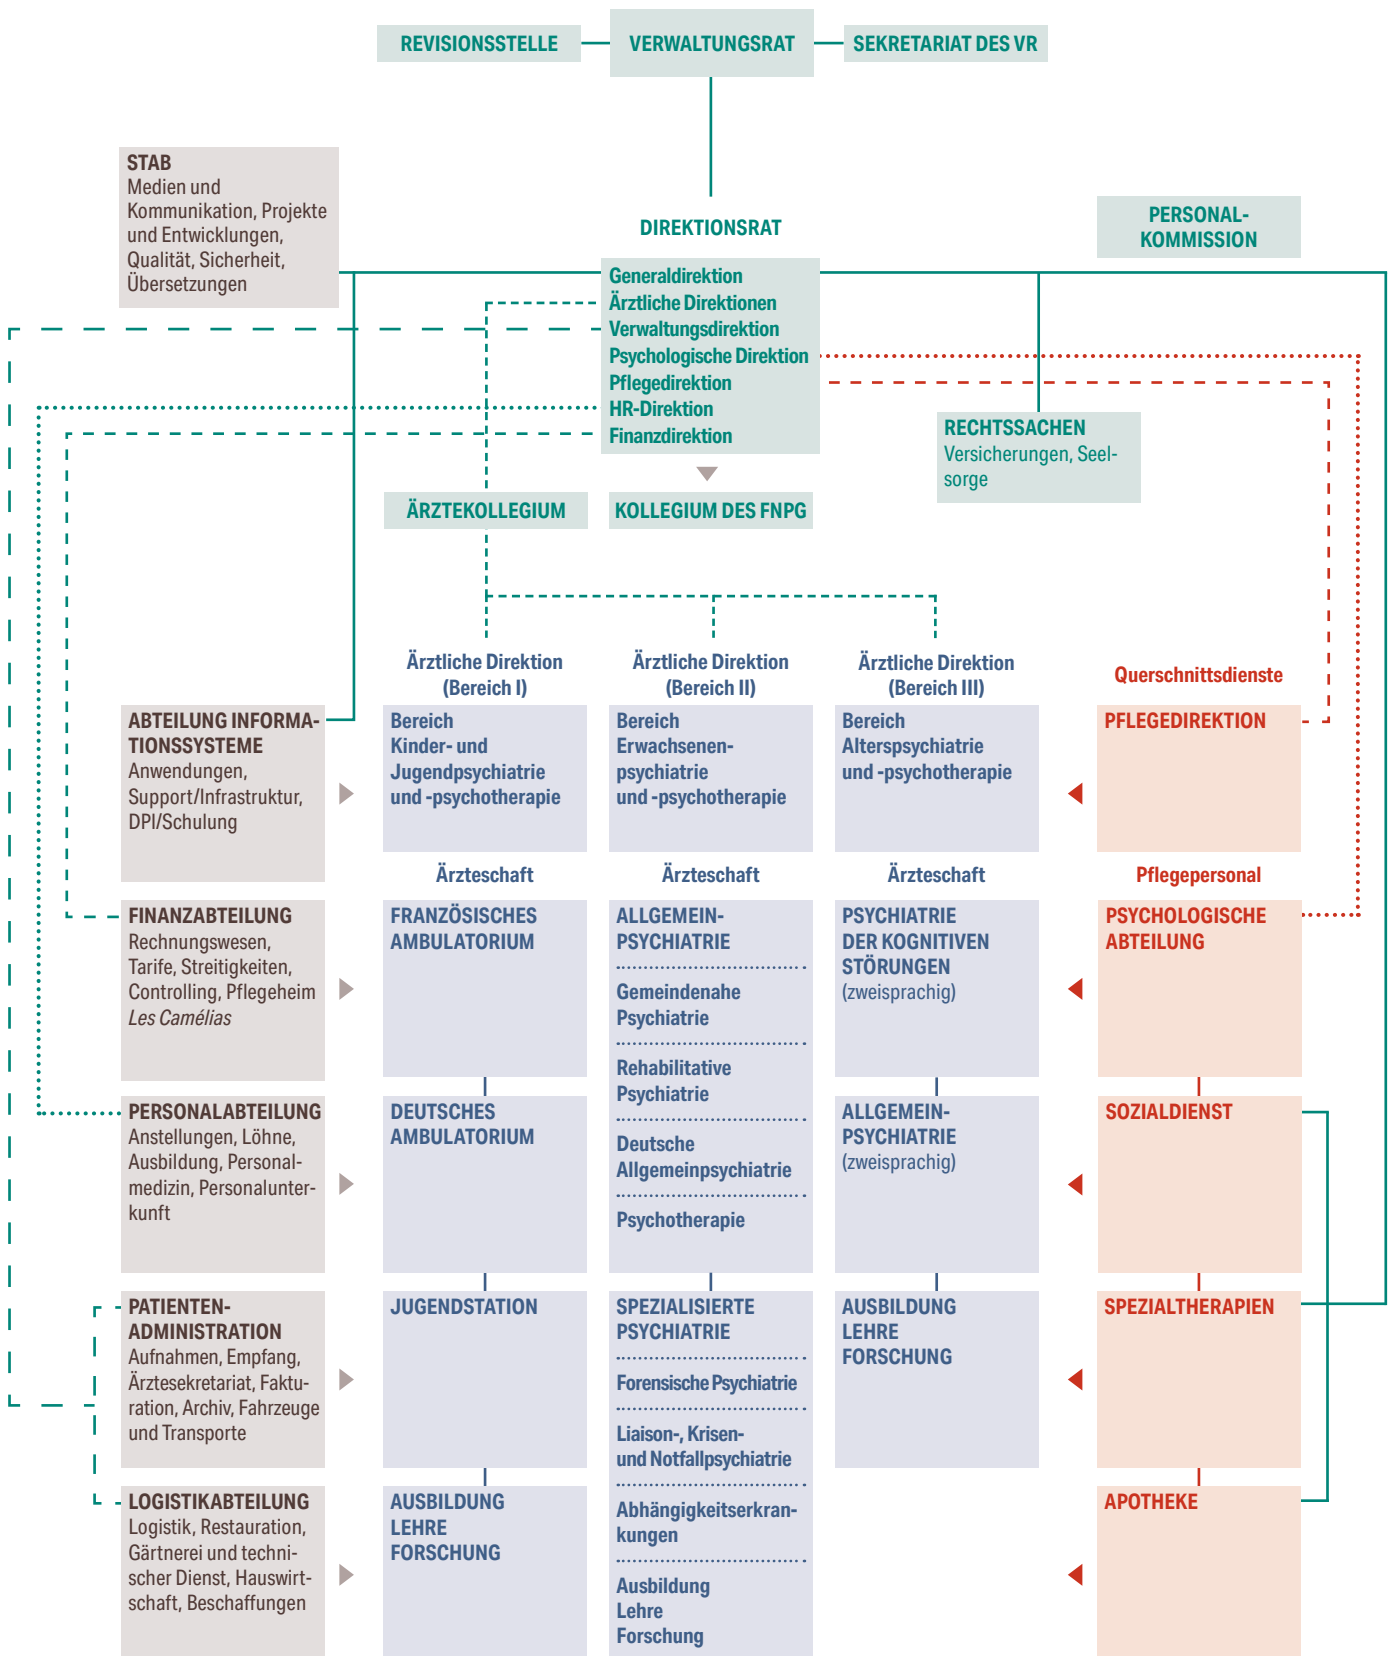 REVISIONSSTELLE
VERWALTUNGSRAT
SEKRETARIAT DES VR
STAB
Medien und
Kommunikation, Projekte
und Entwicklungen,
Qualität, Sicherheit,
Übersetzungen
DIREKTIONSRAT
Generaldirektion
Ärztliche Direktionen
Verwaltungsdirektion
Psychologische Direktion
Pflegedirektion
HR-Direktion
Finanzdirektion
PERSONAL-
KOMMISSION
RECHTSSACHEN
Versicherungen, Seel-
sorge
ÄRZTEKOLLEGIUM
KOLLEGIUM DES FNPG
Ärztliche Direktion
(Bereich I)
Ärztliche Direktion
(Bereich II)
Ärztliche Direktion
(Bereich III)
Querschnittsdienste
ABTEILUNG INFORMA-
TIONSSYSTEME
Anwendungen,
Support/Infrastruktur,
DPI/Schulung
Bereich
Kinder- und
Jugendpsychiatrie
und -psychotherapie
Bereich
Erwachsenen-
psychiatrie
und -psychotherapie
Bereich
Alterspsychiatrie
und -psychotherapie
PFLEGEDIREKTION
Ärzteschaft
Ärzteschaft
Ärzteschaft
Pflegepersonal
FINANZABTEILUNG
Rechnungswesen,
Tarife, Streitigkeiten,
Controlling, Pflegeheim
Les Camélias
FRANZÖSISCHES
AMBULATORIUM
ALLGEMEIN-
PSYCHIATRIE
Gemeindenahe
Psychiatrie
Rehabilitative
Psychiatrie
Deutsche
Allgemeinpsychiatrie
Psychotherapie
PSYCHIATRIE
DER KOGNITIVEN
STÖRUNGEN
(zweisprachig)
PSYCHOLOGISCHE
ABTEILUNG
PERSONALABTEILUNG
Anstellungen, Löhne,
Ausbildung, Personal-
medizin, Personalunter-
kunft
DEUTSCHES
AMBULATORIUM
ALLGEMEIN-
PSYCHIATRIE
(zweisprachig)
SOZIALDIENST
PATIENTEN-
ADMINISTRATION
Aufnahmen, Empfang,
Ärztesekretariat, Faktu-
ration, Archiv, Fahrzeuge
und Transporte
JUGENDSTATION
SPEZIALISIERTE
PSYCHIATRIE
Forensische Psychiatrie
Liaison-, Krisen-
und Notfallpsychiatrie
Abhängigkeitserkran-
kungen
Ausbildung
Lehre
Forschung
AUSBILDUNG
LEHRE
FORSCHUNG
SPEZIALTHERAPIEN
LOGISTIKABTEILUNG
Logistik, Restauration,
Gärtnerei und techni-
scher Dienst, Hauswirt-
schaft, Beschaffungen
AUSBILDUNG
LEHRE
FORSCHUNG
APOTHEKE